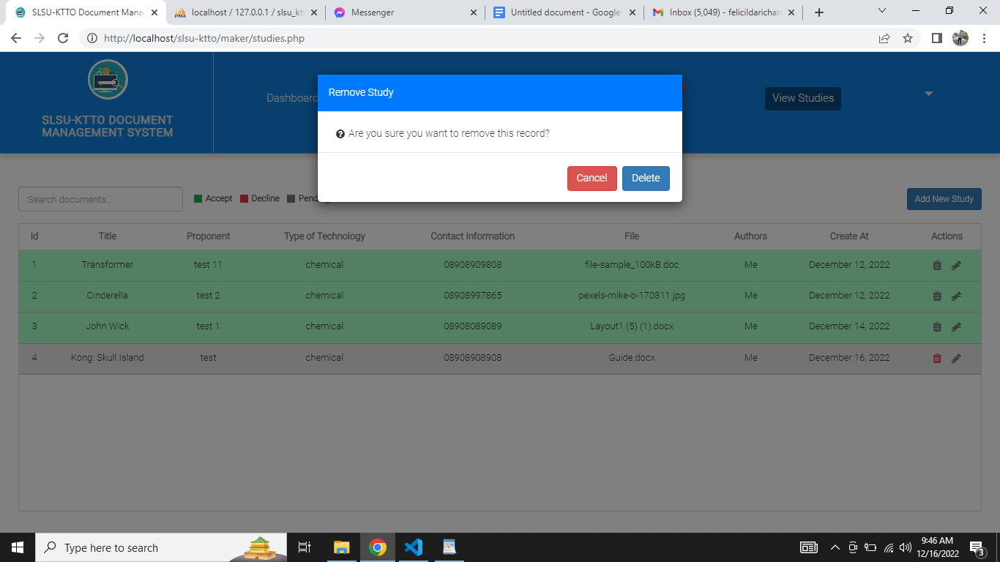 SLSU-KTTO Document Mana
localhost / 127.0.0.1 / slsu_kt
Messenger
Untitled document - Google
Inbox (5,049) - felicildarichar
http://localhost/slsu-ktto/maker/studies.php
SLSU-KTTO DOCUMENT
MANAGEMENT SYSTEM
Dashboard
View Studies
Remove Study
Are you sure you want to remove this record?
Cancel Delete
Search documents...
Accept Decline
Add New Study
Id Title Proponent Type of Technology Contact Information File Authors Create At Actions
1 Transformer test 11 chemical 08908909808 file-sample_100kB.doc Me December 12, 2022
2 Cinderella test 2 chemical 08908997865 pexels-mike-b-170811.jpg Me December 12, 2022
3 John Wick test 1 chemical 08908089089 Layout1 (5) (1).docx Me December 14, 2022
4 Kong: Skull Island test chemical 08908908908 Guide.docx Me December 16, 2022
Type here to search
9:46 AM
12/16/2022
3